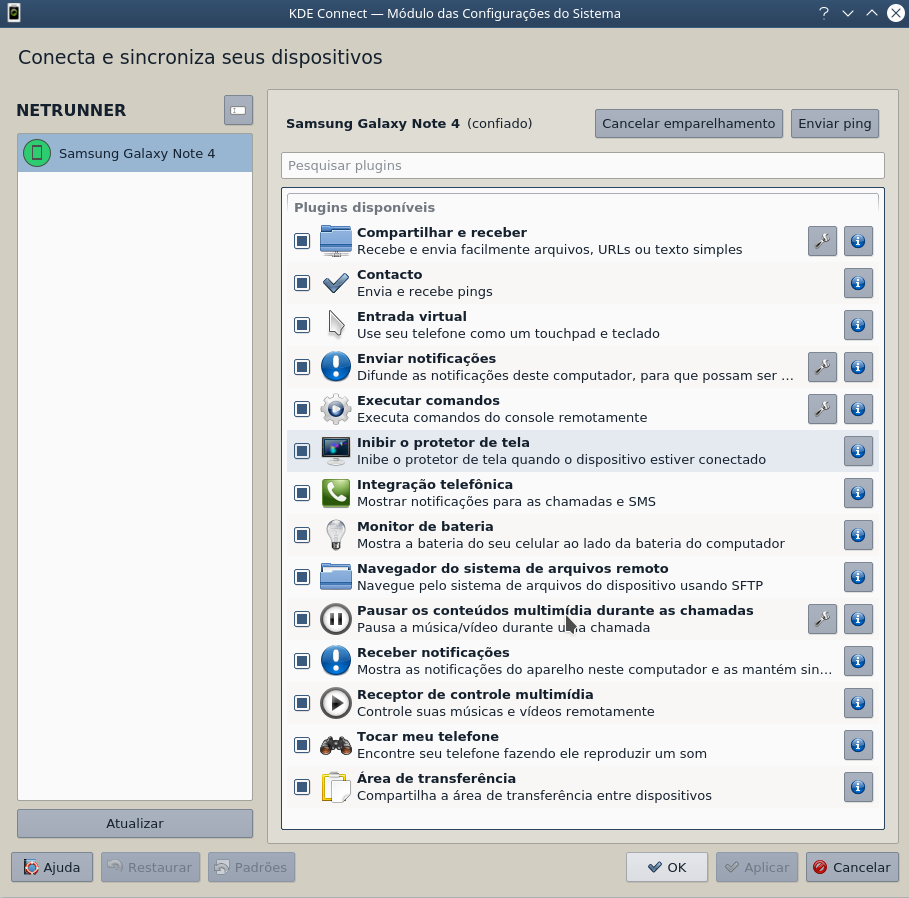 KDE Connect — Módulo das Configurações do Sistema
Conecta e sincroniza seus dispositivos
NETRUNNER
Samsung Galaxy Note 4
Atualizar
Samsung Galaxy Note 4 (confiado)
Cancelar emparelhamento
Enviar ping
Pesquisar plugins
Plugins disponíveis
Compartilhar e receber
Recebe e envia facilmente arquivos, URLs ou texto simples
Contacto
Envia e recebe pings
Entrada virtual
Use seu telefone como um touchpad e teclado
Enviar notificações
Difunde as notificações deste computador, para que possam ser ...
Executar comandos
Executa comandos do console remotamente
Inibir o protetor de tela
Inibe o protetor de tela quando o dispositivo estiver conectado
Integração telefônica
Mostrar notificações para as chamadas e SMS
Monitor de bateria
Mostra a bateria do seu celular ao lado da bateria do computador
Navegador do sistema de arquivos remoto
Navegue pelo sistema de arquivos do dispositivo usando SFTP
Pausar os conteúdos multimídia durante as chamadas
Pausa a música/vídeo durante uma chamada
Receber notificações
Mostra as notificações do aparelho neste computador e as mantém sin...
Receptor de controle multimídia
Controle suas músicas e vídeos remotamente
Tocar meu telefone
Encontre seu telefone fazendo ele reproduzir um som
Área de transferência
Compartilha a área de transferência entre dispositivos
Ajuda
Restaurar
Padrões
OK
Aplicar
Cancelar